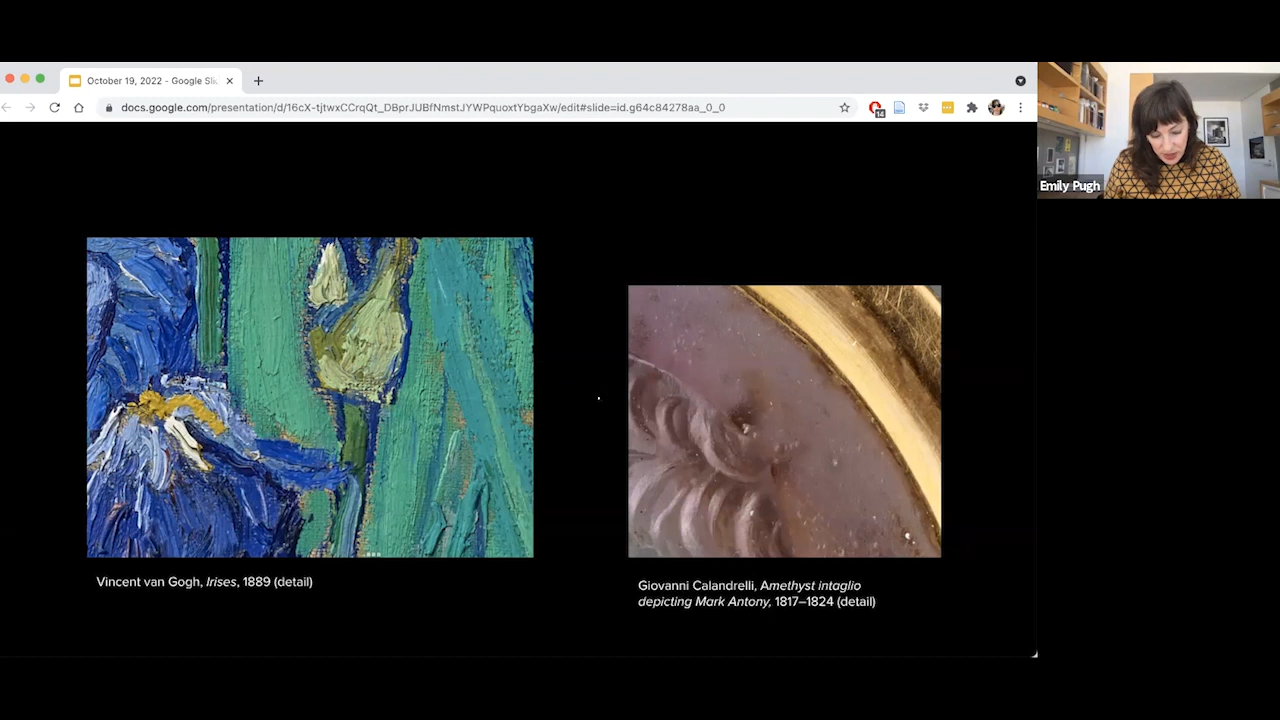 October 19, 2022 - Google Sli
docs.google.com/presentation/d/16cX-tjtwxCCrqQt_DBprJUBfNmstJYWPquoxtYbgaXw/edit#slide=id.g64c84278aa_0_0
14
Emily Pugh
Vincent van Gogh, Irises, 1889 (detail)
Giovanni Calandrelli, Amethyst intaglio
depicting Mark Antony, 1817–1824 (detail)